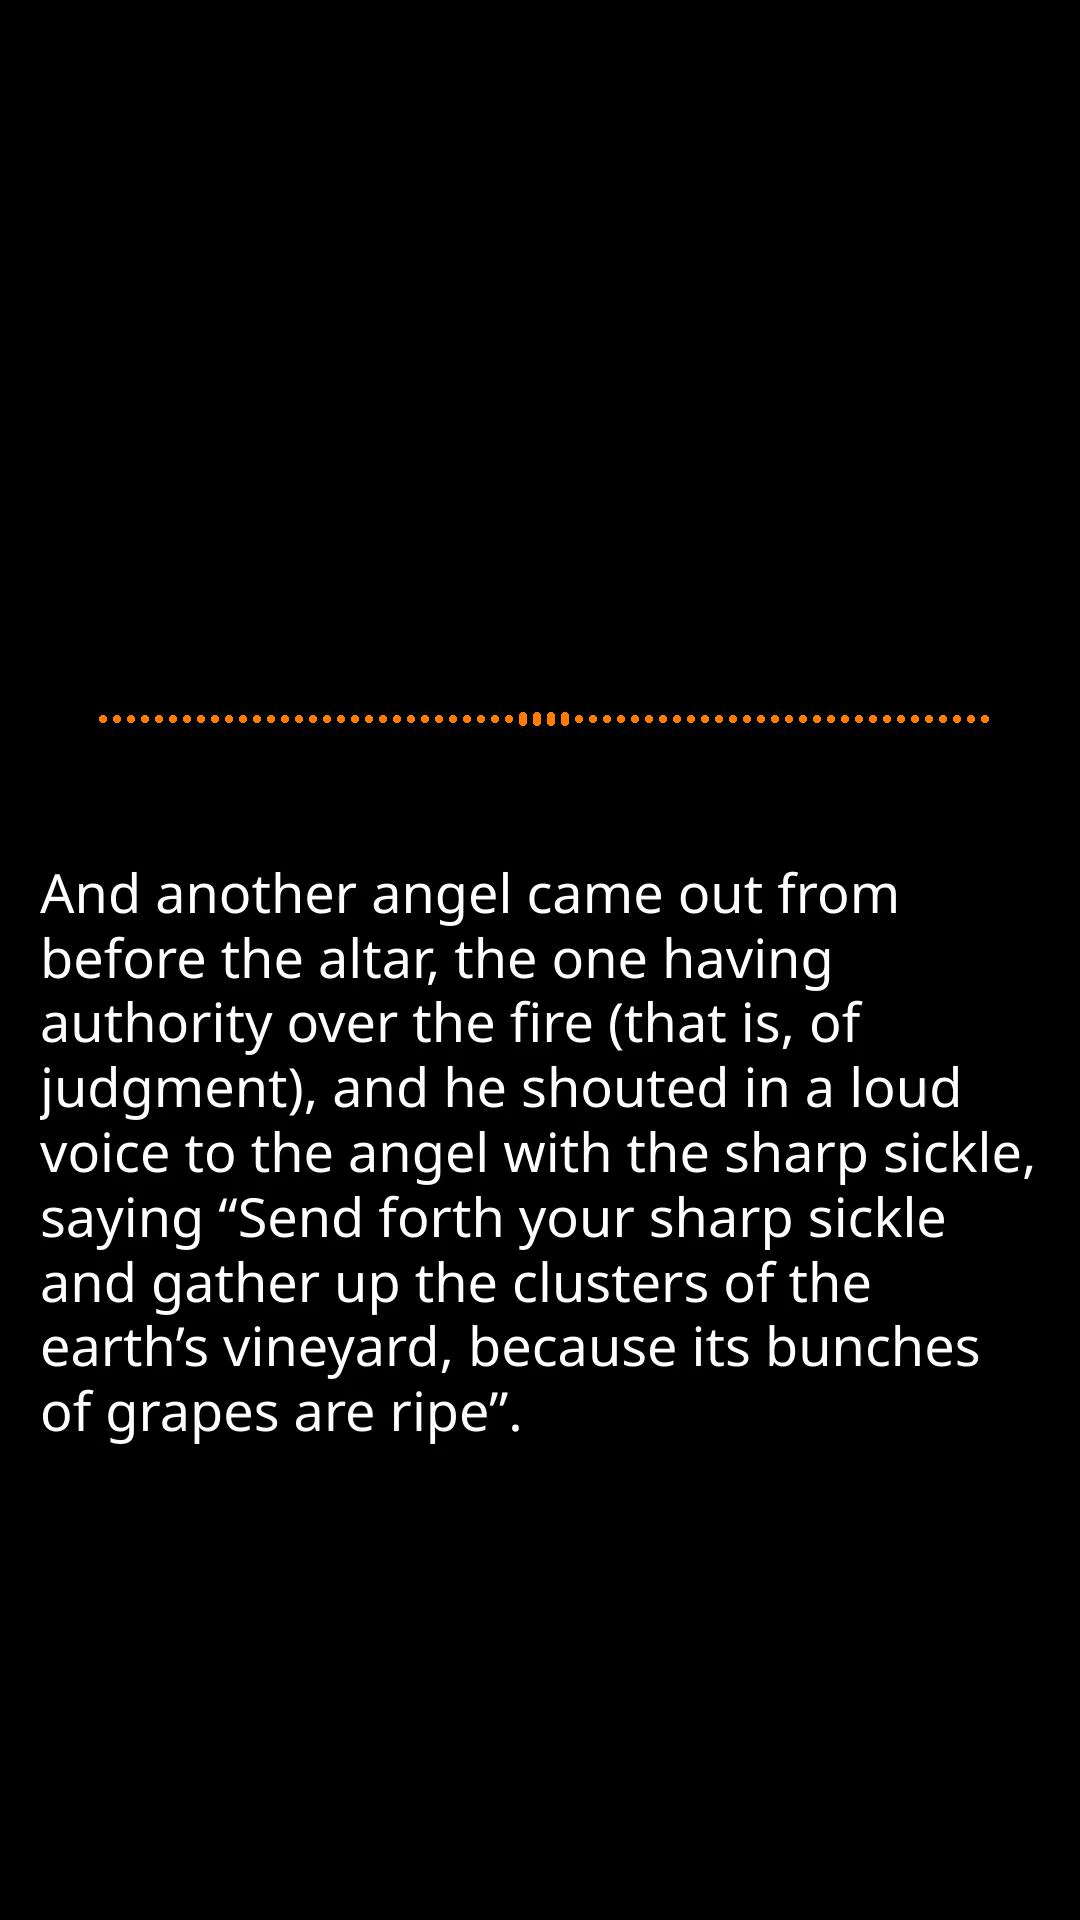 And another angel came out from
before the altar, the one having
authority over the fire (that is, of
judgment), and he shouted in a loud
voice to the angel with the sharp sickle,
saying “Send forth your sharp sickle
and gather up the clusters of the
earth’s vineyard, because its bunches
of grapes are ripe”.